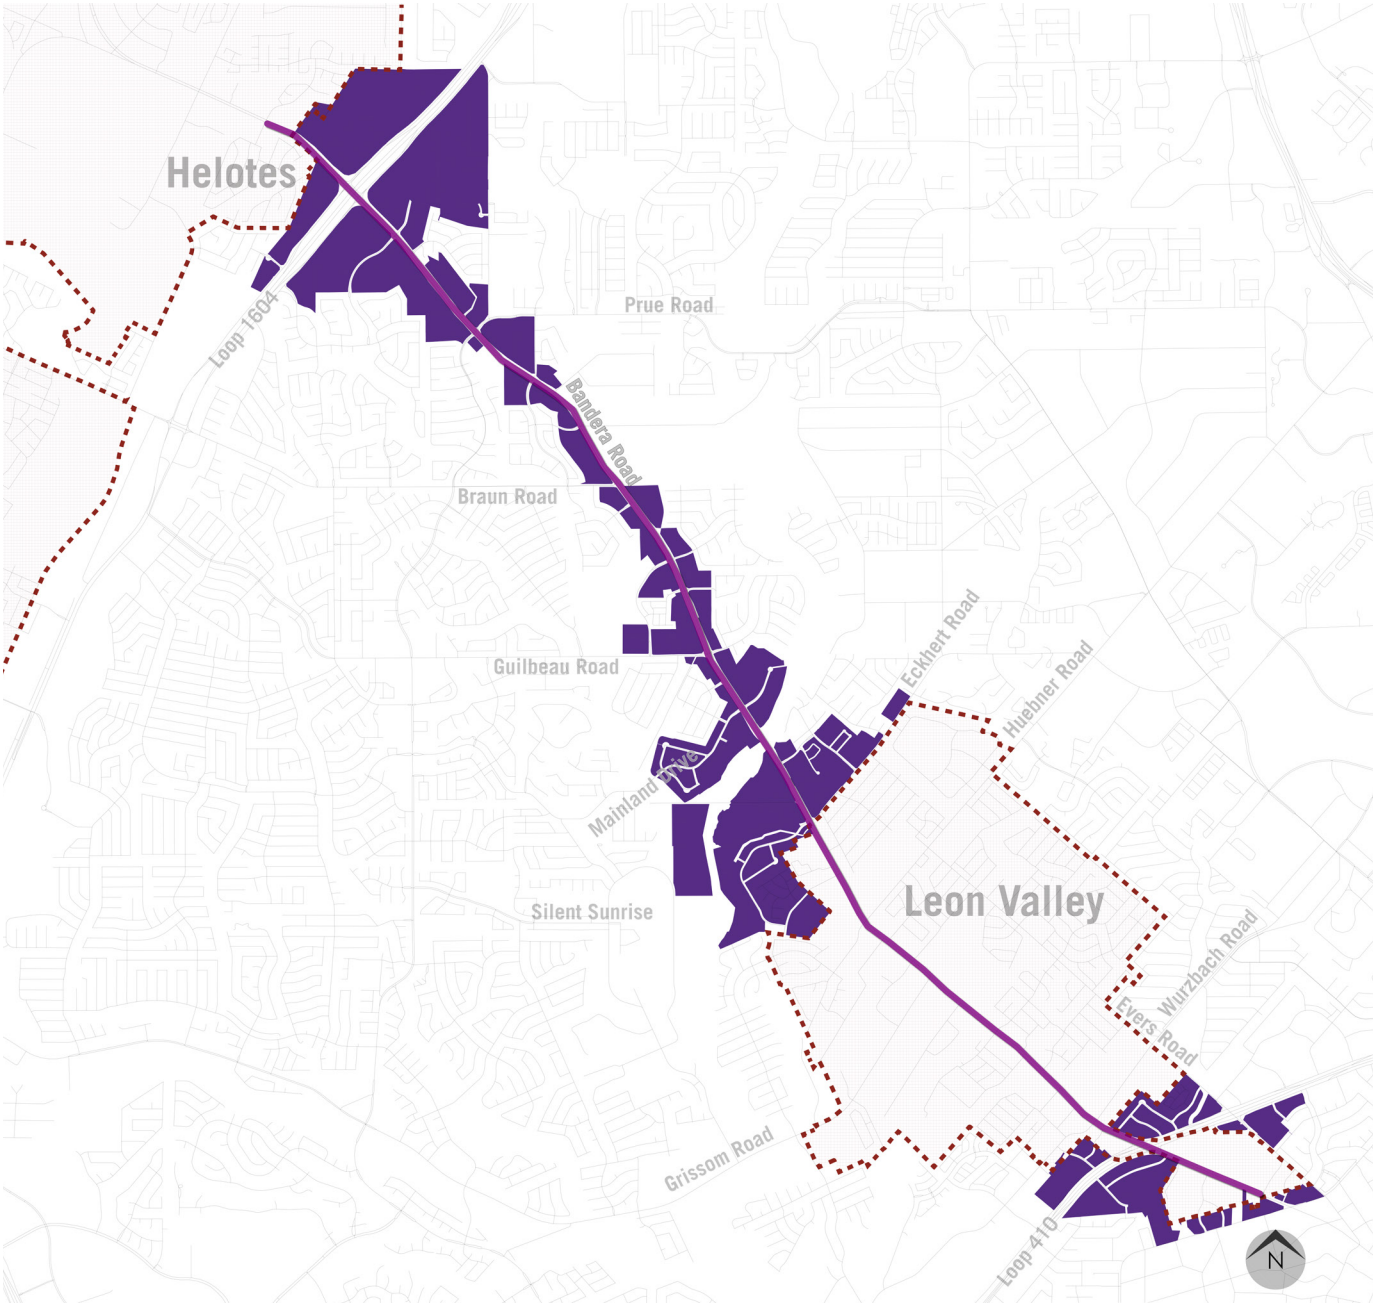 Helotes
Loop 1604
Prue Road
Bandera Road
Braun Road
Guilbeau Road
Eckhert Road
Huebner Road
Mainland Drive
Leon Valley
Silent Sunrise
Wurzbach Road
Evers Road
Grissom Road
Loop 410
N